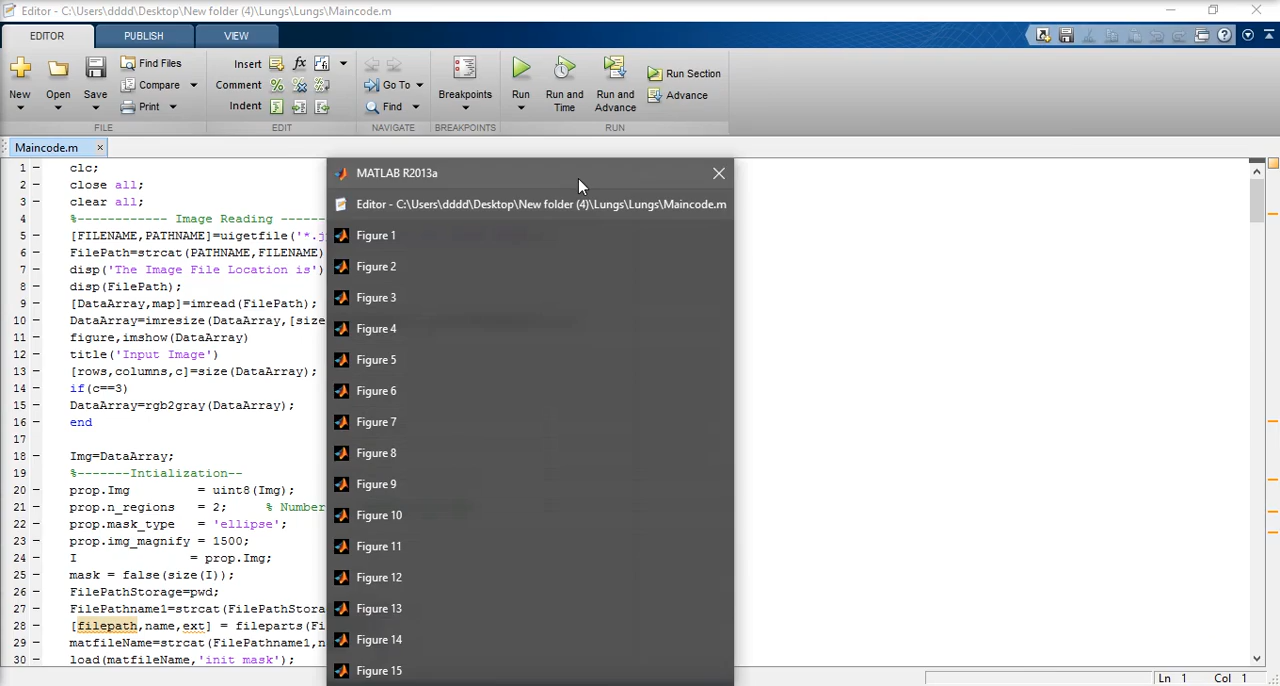 Editor - C:\Users\dddd\Desktop\New folder (4)\Lungs\Lungs\Maincode.m
EDITOR PUBLISH VIEW
New Open Save Find Files Compare Print
FILE
Insert fx Comment Indent
EDIT
Go To Find
NAVIGATE
Breakpoints
BREAKPOINTS
Run Run and Time Run and Advance Run Section Advance
RUN
Maincode.m ×
1 – clc;
2 – close all;
3 – clear all;
4 %------------ Image Reading ------
5 – [FILENAME,PATHNAME]=uigetfile('*.j
6 – FilePath=strcat(PATHNAME,FILENAME)
7 – disp('The Image File Location is')
8 – disp(FilePath);
9 – [DataArray,map]=imread(FilePath);
10 – DataArray=imresize(DataArray,[size
11 – figure,imshow(DataArray)
12 – title('Input Image')
13 – [rows,columns,c]=size(DataArray);
14 – if(c==3)
15 – DataArray=rgb2gray(DataArray);
16 – end
17
18 – Img=DataArray;
19 %-------Intialization--
20 – prop.Img = uint8(Img);
21 – prop.n_regions = 2; % Number
22 – prop.mask_type = 'ellipse';
23 – prop.img_magnify = 1500;
24 – I = prop.Img;
25 – mask = false(size(I));
26 – FilePathStorage=pwd;
27 – FilePathname1=strcat(FilePathStora
28 – [filepath,name,ext] = fileparts(Fi
29 – matfileName=strcat(FilePathname1,n
30 – load(matfileName,'init_mask');
MATLAB R2013a
Editor - C:\Users\dddd\Desktop\New folder (4)\Lungs\Lungs\Maincode.m
Figure 1
Figure 2
Figure 3
Figure 4
Figure 5
Figure 6
Figure 7
Figure 8
Figure 9
Figure 10
Figure 11
Figure 12
Figure 13
Figure 14
Figure 15
Ln 1 Col 1